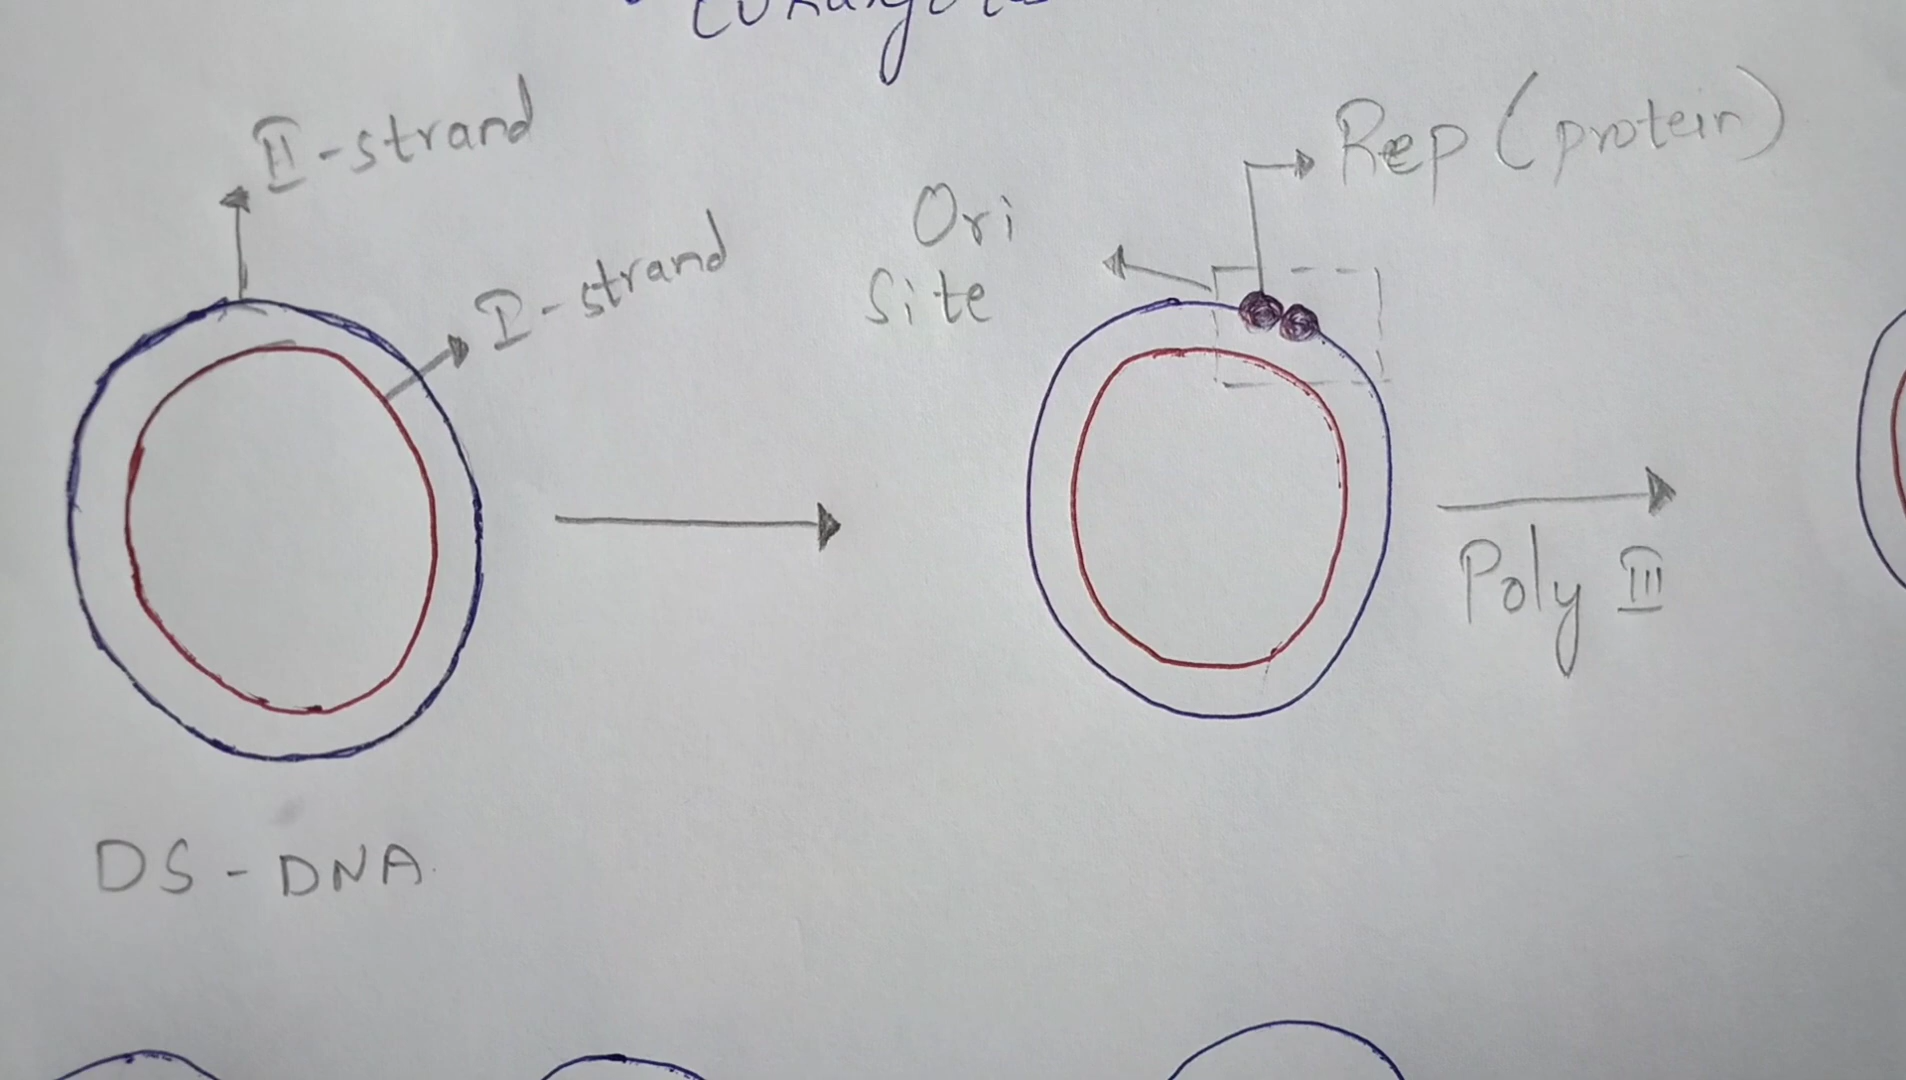 II-strand
I-strand
Ori
Site
Rep (protein)
Poly III
DS-DNA